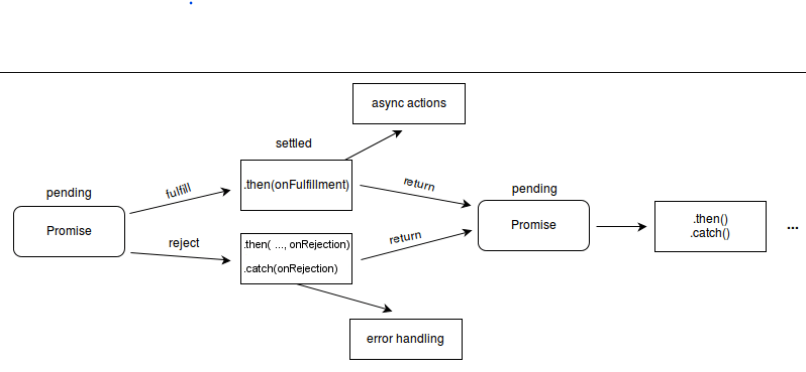 async actions
settled
.then(onFulfillment)
fulfill
return
pending
Promise
pending
Promise
.then()
.catch()
...
reject
.then( ..., onRejection)
.catch(onRejection)
return
error handling